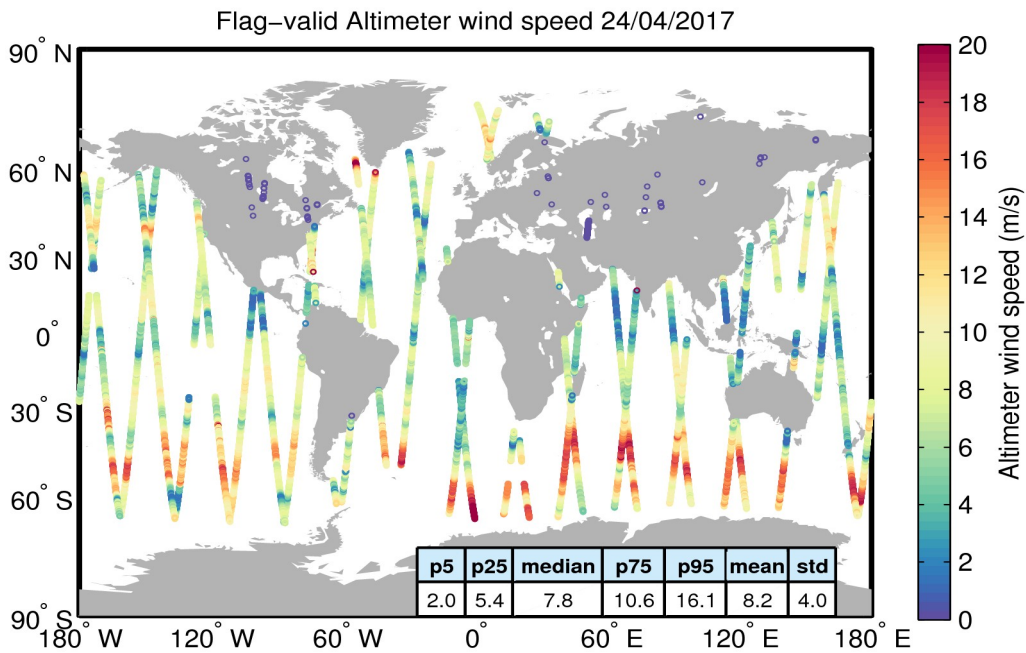 Flag−valid Altimeter wind speed 24/04/2017
90° N
60° N
30° N
0°
30° S
60° S
90° S
180° W
120° W
60° W
0°
60° E
120° E
180° E
p5 p25 median p75 p95 mean std
2.0 5.4 7.8 10.6 16.1 8.2 4.0
20
18
16
14
12
10
8
6
4
2
0
Altimeter wind speed (m/s)